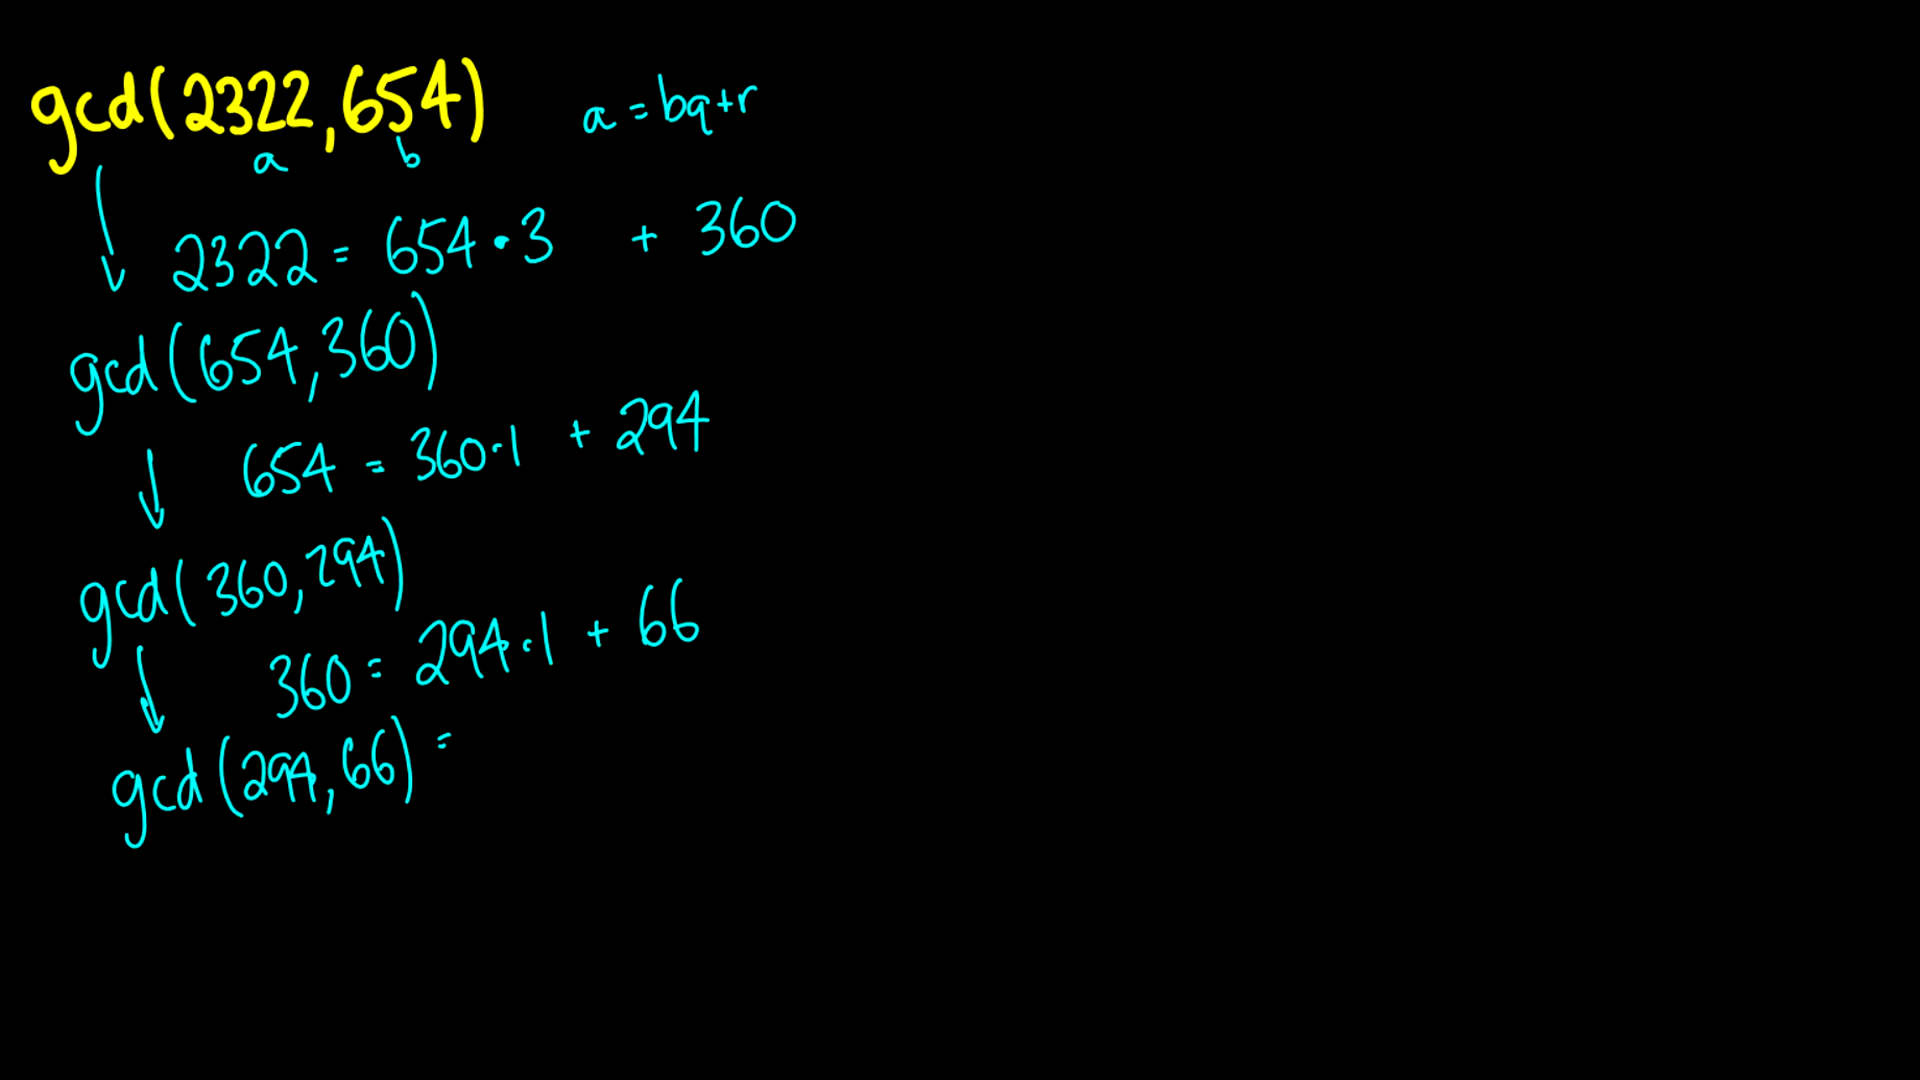 gcd(2322,654) a = bq+r
a b
2322 = 654·3 + 360
gcd(654,360)
654 = 360·1 + 294
gcd(360,294)
360 = 294·1 + 66
gcd(294,66) =